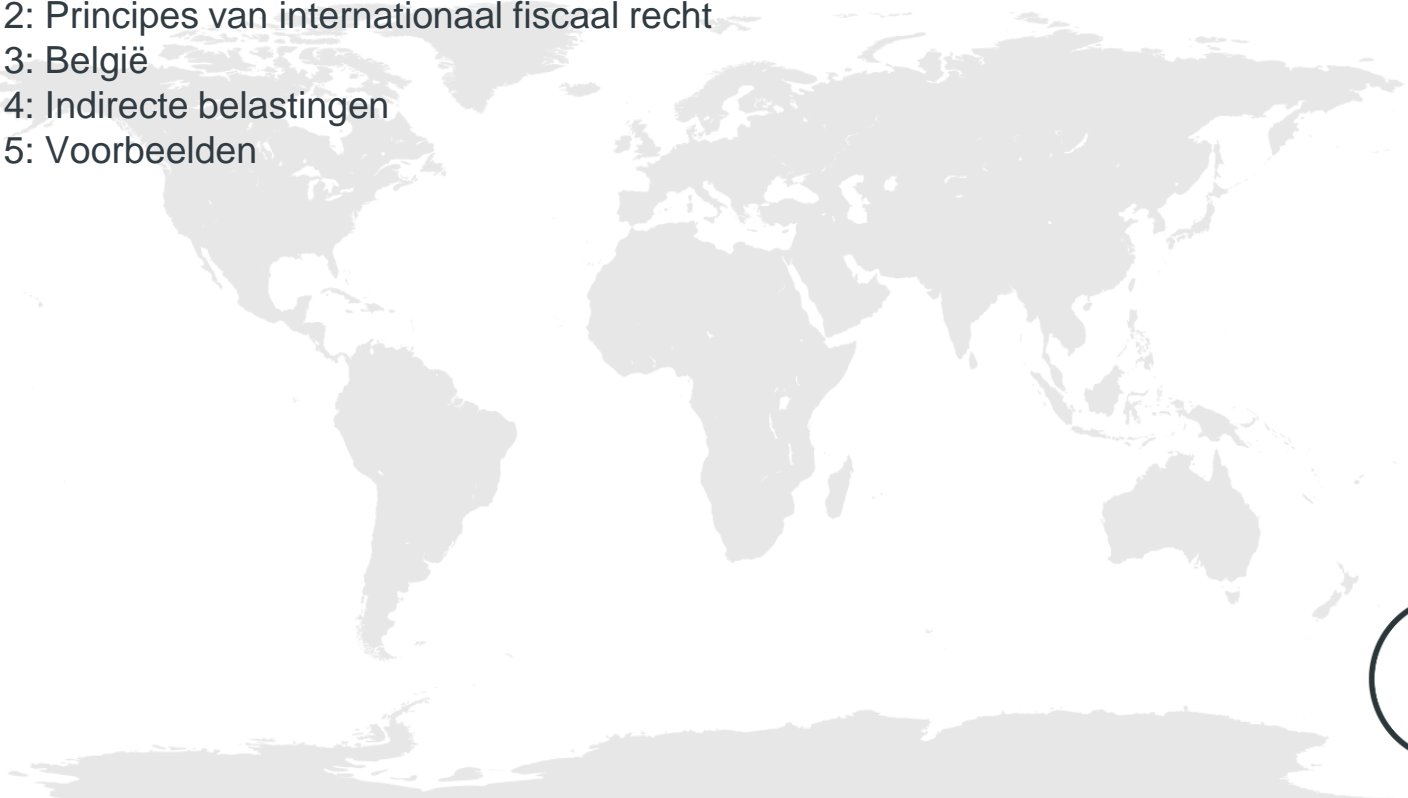 2: Principes van internationaal fiscaal recht
3: België
4: Indirecte belastingen
5: Voorbeelden